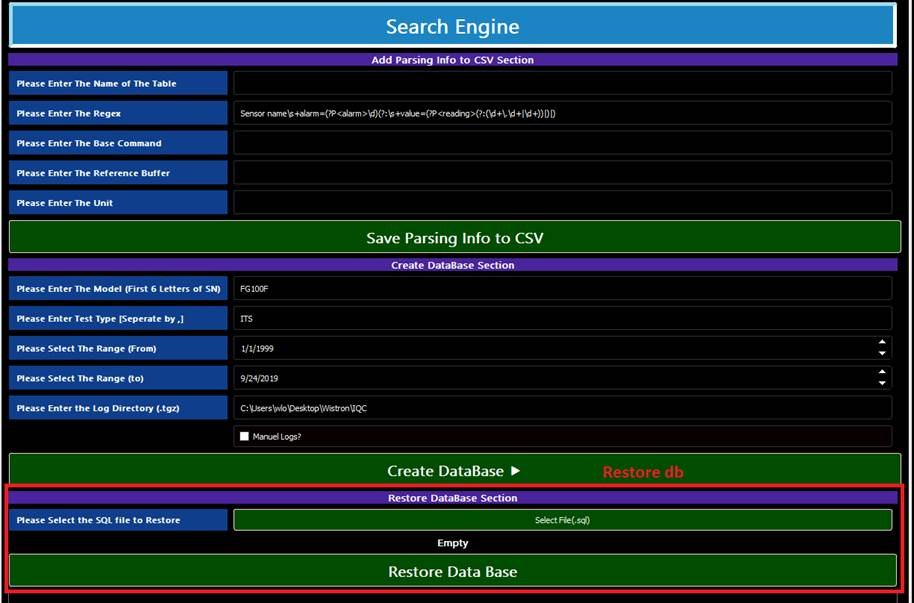 Search Engine
Add Parsing Info to CSV Section
Please Enter The Name of The Table
Please Enter The Regex Sensor name\s+alarm=(?P<alarm>\d)(?:\s+value=(?P<reading>(?:(\d+\.\d+|\d+))|)|)
Please Enter The Base Command
Please Enter The Reference Buffer
Please Enter The Unit
Save Parsing Info to CSV
Create DataBase Section
Please Enter The Model (First 6 Letters of SN) FG100F
Please Enter Test Type [Seperate by ,] ITS
Please Select The Range (From) 1/1/1999
Please Select The Range (to) 9/24/2019
Please Enter the Log Directory (.tgz) C:\Users\wlo\Desktop\Wistron\IQC
Manuel Logs?
Create DataBase ▶ Restore db
Restore DataBase Section
Please Select the SQL file to Restore Select File(.sql)
Empty
Restore Data Base